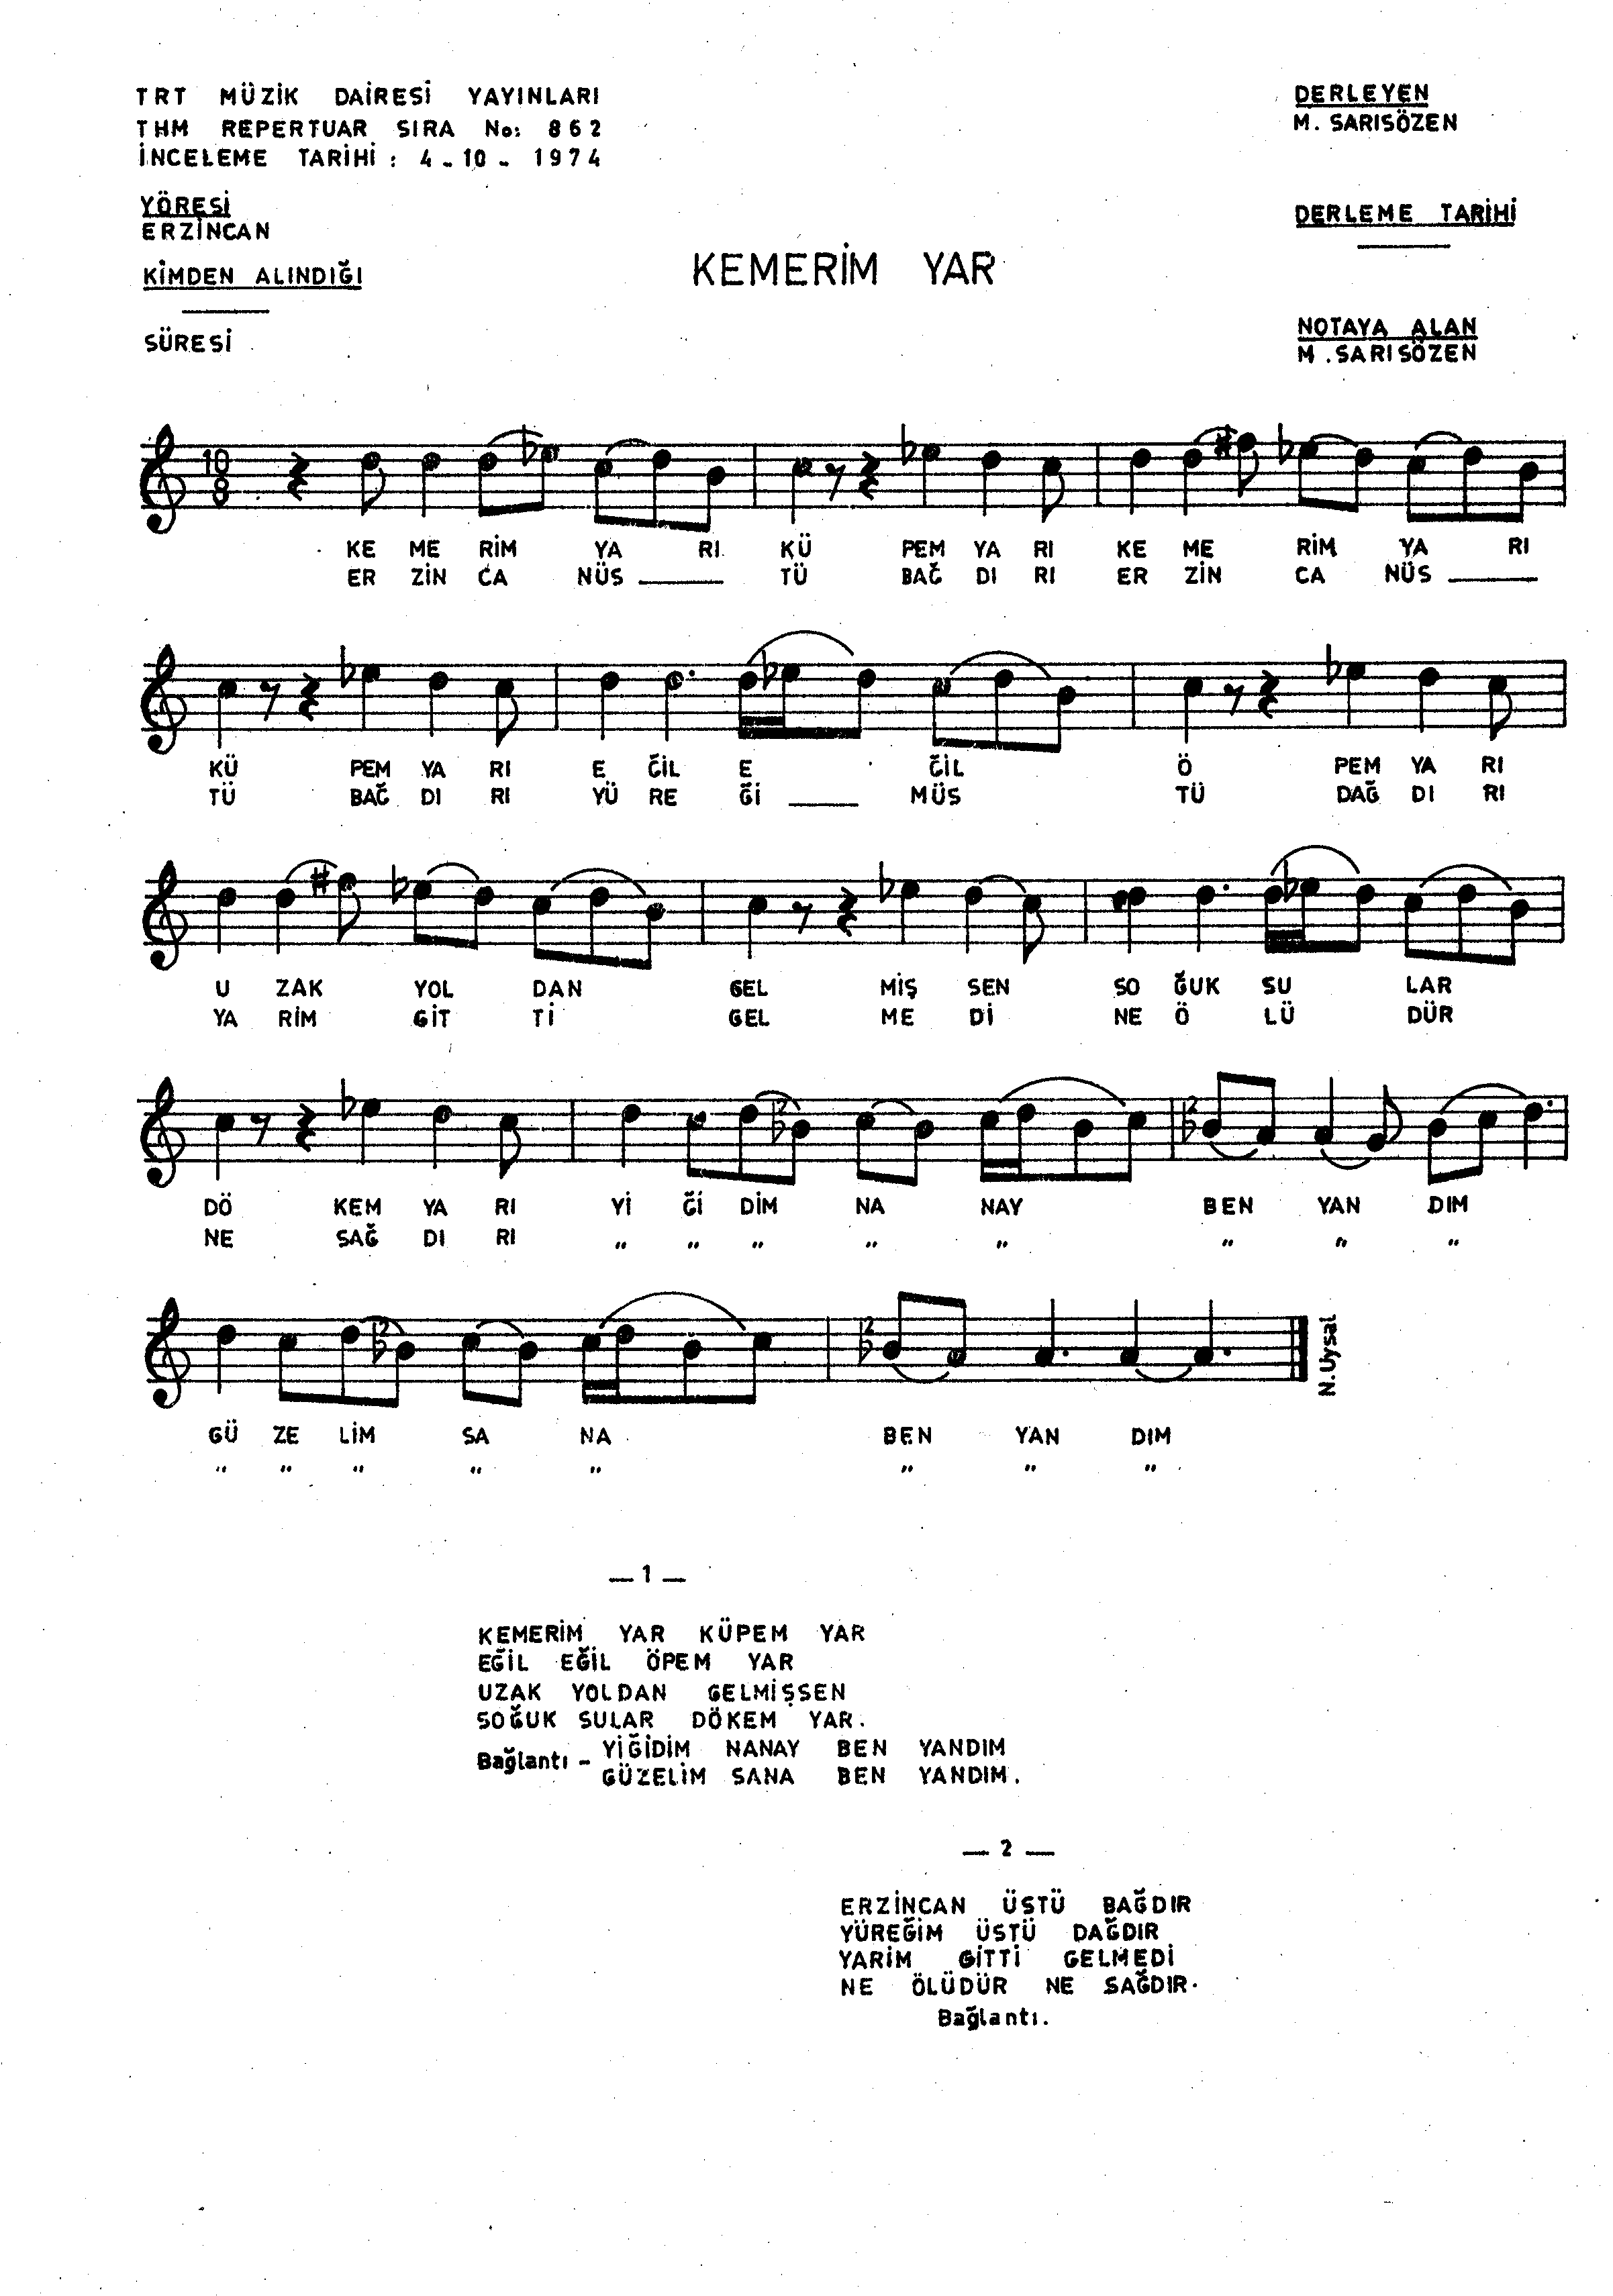 TRT MÜZİK DAİRESİ YAYINLARI
THM REPERTUAR SIRA No: 862
İNCELEME TARİHİ : 4 - 10 - 1974
YÖRESİ
ERZİNCAN
KİMDEN ALINDIĞI
SÜRESİ
KEMERİM YAR
DERLEYEN
M. SARISÖZEN
DERLEME TARİHİ
NOTAYA ALAN
M. SARISÖZEN
10
8
KE ME RİM YA RI KÜ PEM YA RI KE ME RİM YA RI
ER ZİN CA NÜS TÜ BAĞ DI RI ER ZİN CA NÜS
KÜ PEM YA RI E ĞİL E ĞİL Ö PEM YA RI
TÜ BAĞ DI RI YÜ RE Ğİ MÜS TÜ DAĞ DI RI
U ZAK YOL DAN GEL MİŞ SEN SO ĞUK SU LAR
YA RİM GİT Tİ GEL ME Dİ NE Ö LÜ DÜR
2 2
DÖ KEM YA RI Yİ Ğİ DİM NA NAY BEN YAN DIM
NE SAĞ DI RI " " " " " " " "
2 2
N. Uysal
GÜ ZE LİM SA NA BEN YAN DIM
" " " " " " " "
— 1 —
KEMERİM YAR KÜPEM YAR
EĞİL EĞİL ÖPEM YAR
UZAK YOLDAN GELMİŞSEN
SOĞUK SULAR DÖKEM YAR.
Bağlantı - YİĞİDİM NANAY BEN YANDIM
GÜZELİM SANA BEN YANDIM.
— 2 —
ERZİNCAN ÜSTÜ BAĞDIR
YÜREĞİM ÜSTÜ DAĞDIR
YARİM GİTTİ GELMEDİ
NE ÖLÜDÜR NE SAĞDIR.
Bağlantı.